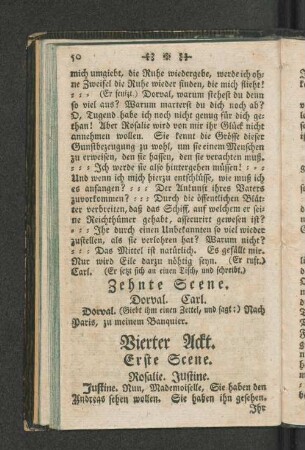 50
mich umgiebt, die Ruhe wiedergebe, werde ich oh-
ne Zweifel die Ruhe wieder finden, die mich flieht!
::: (Er seufzt.) Dorval, warum stehest du denn
so viel aus? Warum marterst du dich noch ab?
O, Tugend habe ich noch nicht genug für dich ge-
than! Aber Rosalie wird von mir ihr Glück nicht
annehmen wollen. Sie kennt die Grösse dieser
Gunstbezeugung zu wohl, um sie einem Menschen
zu erweisen, den sie hassen, den sie verachten muß.
::: Ich werde sie also hintergehen müssen! :::
Und wenn ich mich hierzu entschlüsse, wie muß ich
es anfangen? ::: Der Ankunft ihres Vaters
zuvorkommen? ::: Durch die öffentlichen Blät-
ter verbreiten, daß das Schiff, auf welchem er sei-
ne Reichthümer gehabt, assecurirt gewesen ist?
::: Ihr durch einen Unbekannten so viel wieder
zustellen, als sie verlohren hat? Warum nicht?
::: Das Mittel ist natürlich. Es gefällt mir.
Nur wird Eile darzu nöthig seyn. (Er ruft.)
Carl. (Er setzt sich an einen Tisch, und schreibt.)
Zehnte Scene.
Dorval. Carl.
Dorval. (Giebt ihm einen Zettel, und sagt:) Nach
Paris, zu meinem Banquier.
Vierter Ackt.
Erste Scene.
Rosalie. Justine.
Justine. Nun, Mademoiselle, Sie haben den
Andreas sehen wollen. Sie haben ihn gesehen.
Ihr